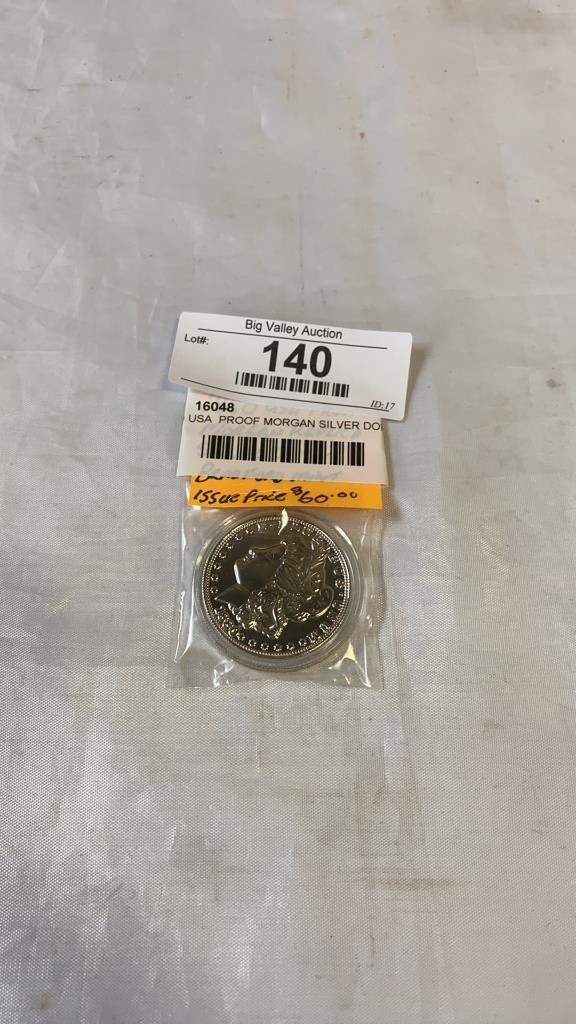 Big Valley Auction
Lot#:
140
ID:17
16048
USA PROOF MORGAN SILVER DO
Issue Price $60.00